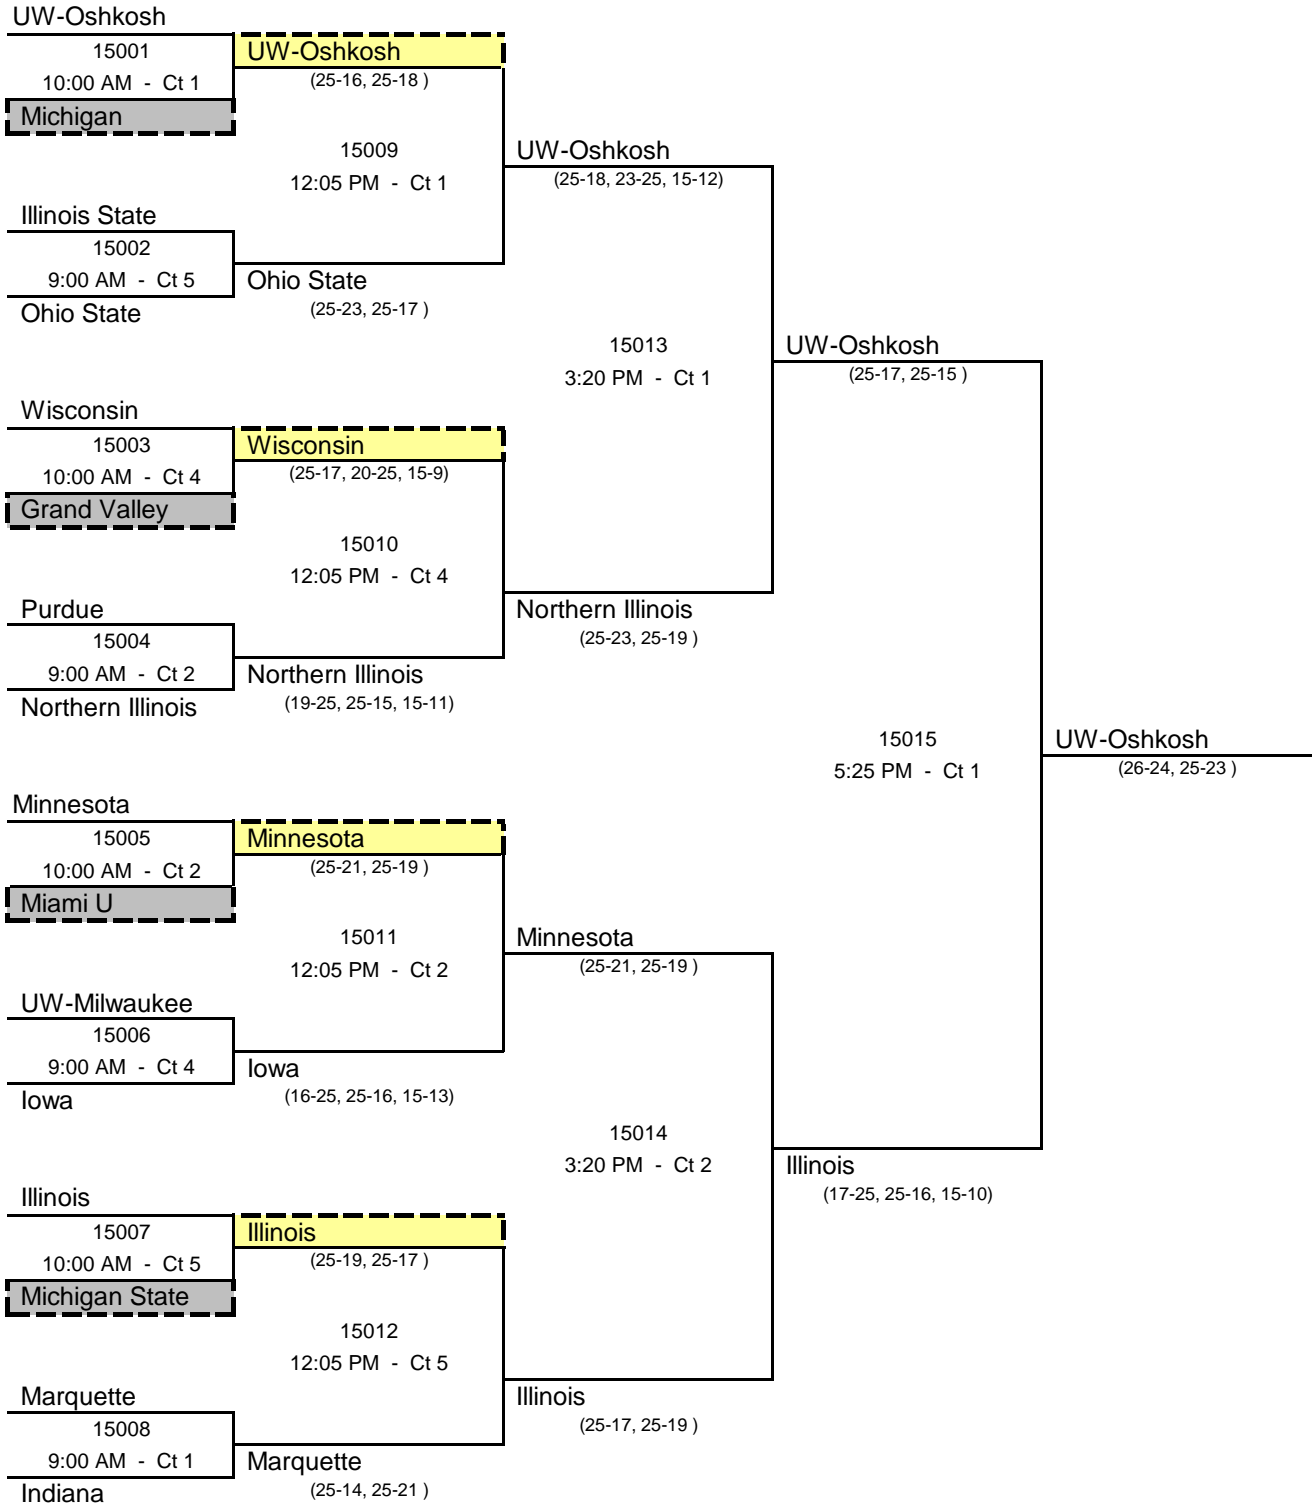 UW-Oshkosh
15001
10:00 AM - Ct 1
Michigan
UW-Oshkosh
(25-16, 25-18 )
15009
12:05 PM - Ct 1
UW-Oshkosh
(25-18, 23-25, 15-12)
Illinois State
15002
9:00 AM - Ct 5
Ohio State
Ohio State
(25-23, 25-17 )
15013
3:20 PM - Ct 1
UW-Oshkosh
(25-17, 25-15 )
Wisconsin
15003
10:00 AM - Ct 4
Grand Valley
Wisconsin
(25-17, 20-25, 15-9)
15010
12:05 PM - Ct 4
Northern Illinois
(25-23, 25-19 )
Purdue
15004
9:00 AM - Ct 2
Northern Illinois
Northern Illinois
(19-25, 25-15, 15-11)
15015
5:25 PM - Ct 1
UW-Oshkosh
(26-24, 25-23 )
Minnesota
15005
10:00 AM - Ct 2
Miami U
Minnesota
(25-21, 25-19 )
15011
12:05 PM - Ct 2
Minnesota
(25-21, 25-19 )
UW-Milwaukee
15006
9:00 AM - Ct 4
Iowa
Iowa
(16-25, 25-16, 15-13)
15014
3:20 PM - Ct 2
Illinois
(17-25, 25-16, 15-10)
Illinois
15007
10:00 AM - Ct 5
Michigan State
Illinois
(25-19, 25-17 )
15012
12:05 PM - Ct 5
Illinois
(25-17, 25-19 )
Marquette
15008
9:00 AM - Ct 1
Indiana
Marquette
(25-14, 25-21 )